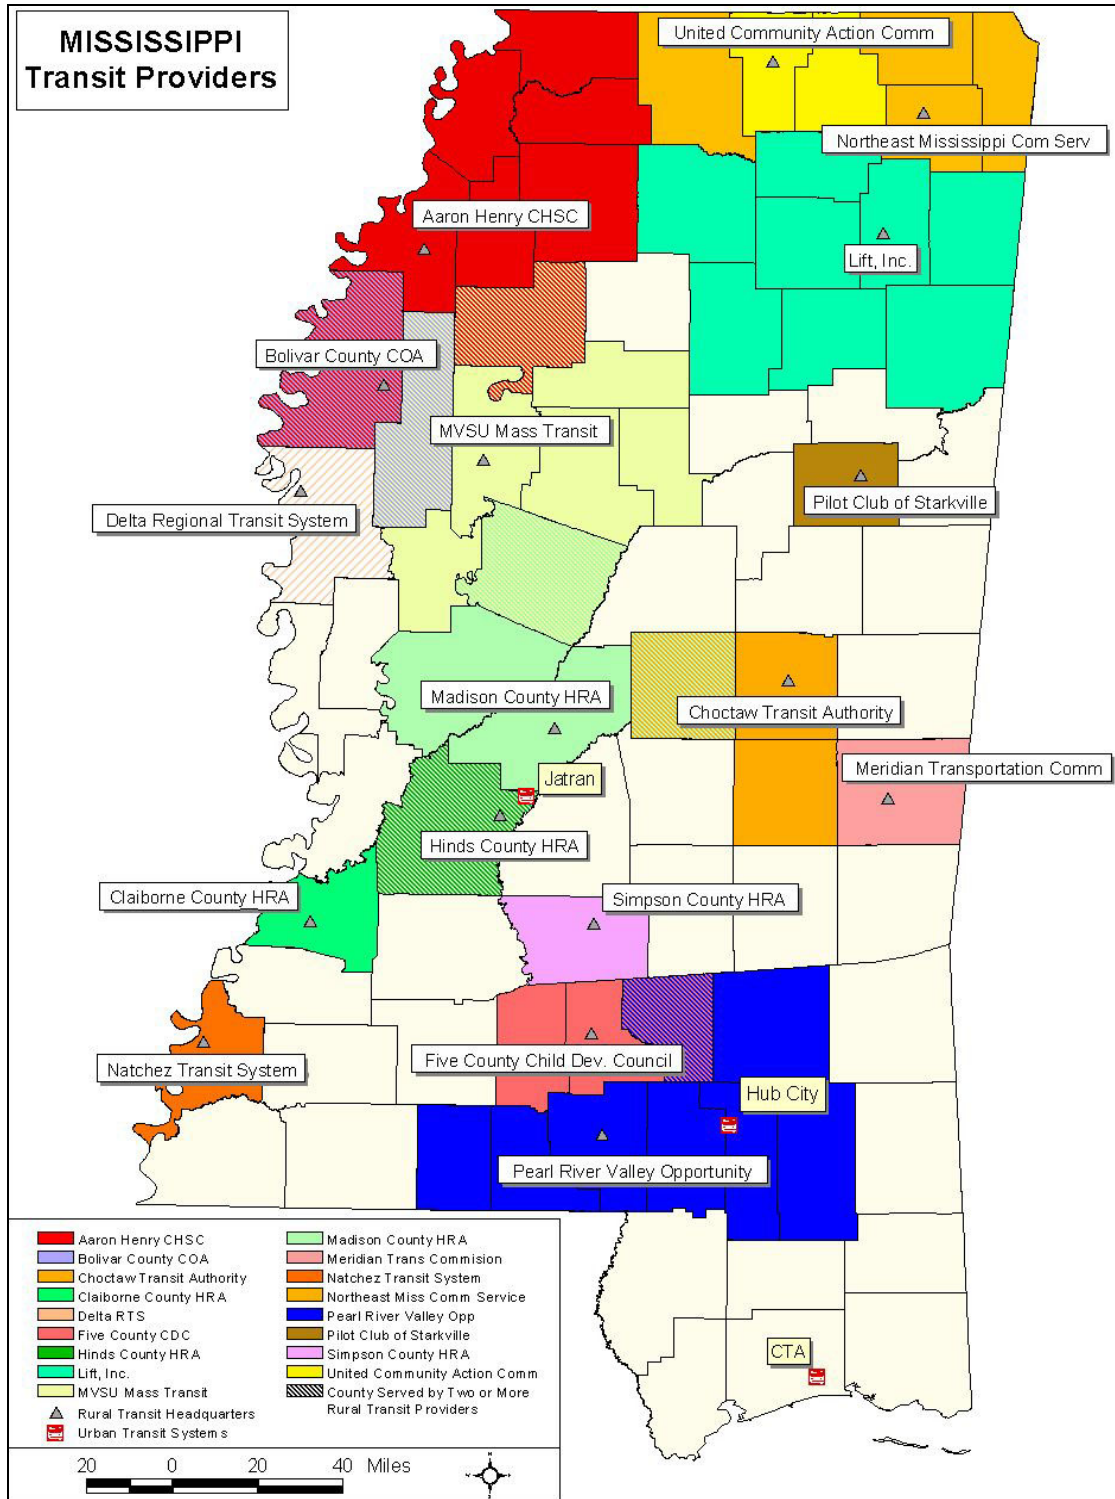 MISSISSIPPI
Transit Providers
United Community Action Comm
Northeast Mississippi Com Serv
Aaron Henry CHSC
Lift, Inc.
Bolivar County COA
MVSU Mass Transit
Pilot Club of Starkville
Delta Regional Transit System
Madison County HRA
Choctaw Transit Authority
Meridian Transportation Comm
Jatran
Hinds County HRA
Claiborne County HRA
Simpson County HRA
Natchez Transit System
Five County Child Dev. Council
Hub City
Pearl River Valley Opportunity
CTA
Aaron Henry CHSC
Bolivar County COA
Choctaw Transit Authority
Claiborne County HRA
Delta RTS
Five County CDC
Hinds County HRA
Lift, Inc.
MVSU Mass Transit
Rural Transit Headquarters
Urban Transit Systems
Madison County HRA
Meridian Trans Commision
Natchez Transit System
Northeast Miss Comm Service
Pearl River Valley Opp
Pilot Club of Starkville
Simpson County HRA
United Community Action Comm
County Served by Two or More
Rural Transit Providers
20 0 20 40 Miles